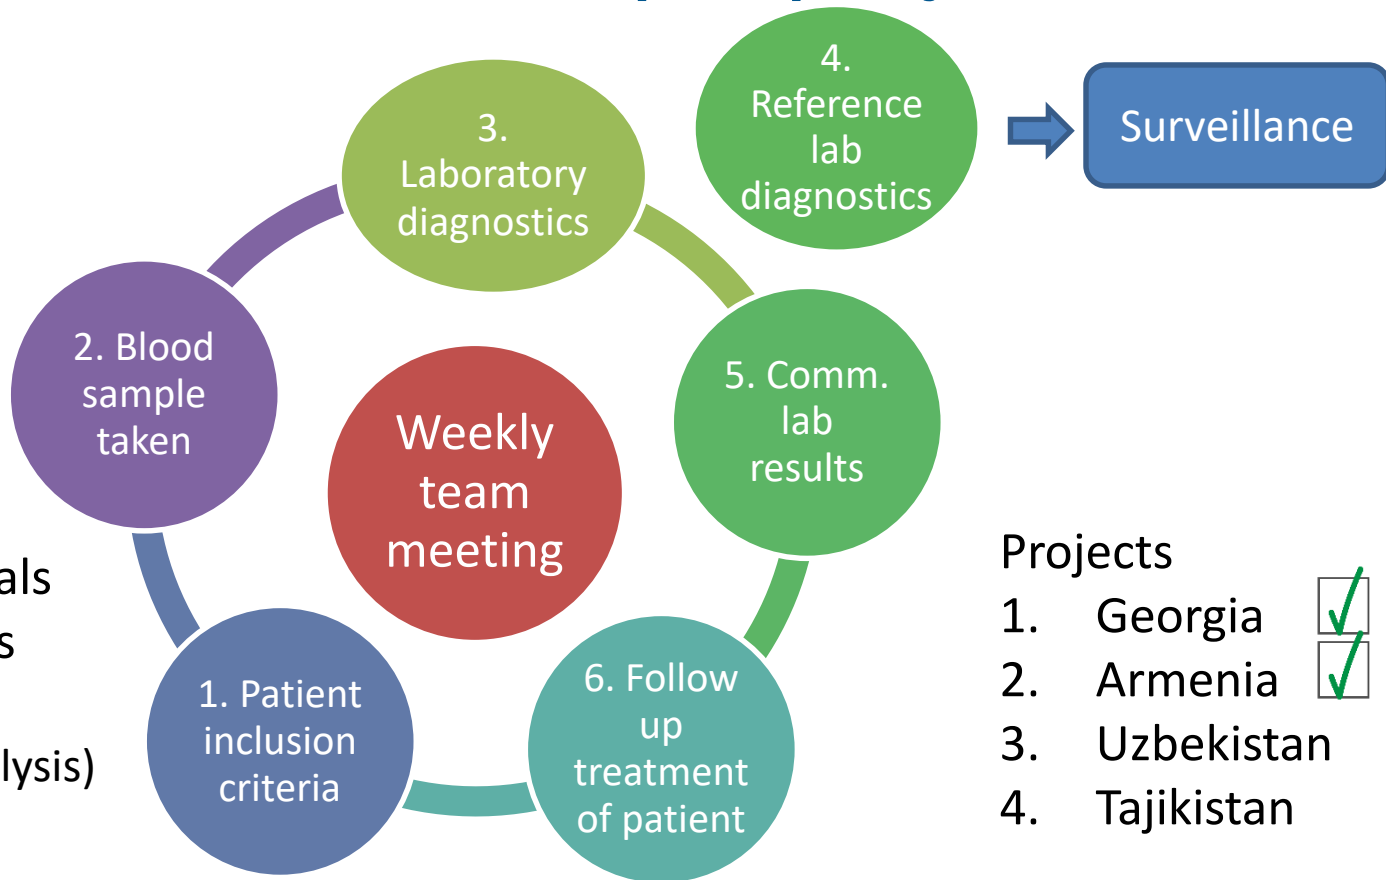 4.
Reference
lab
diagnostics
Surveillance
3.
Laboratory
diagnostics
2. Blood
sample
taken
5. Comm.
lab
results
Weekly
team
meeting
1. Patient
inclusion
criteria
6. Follow
up
treatment
of patient
Projects
1. Georgia
2. Armenia
3. Uzbekistan
4. Tajikistan